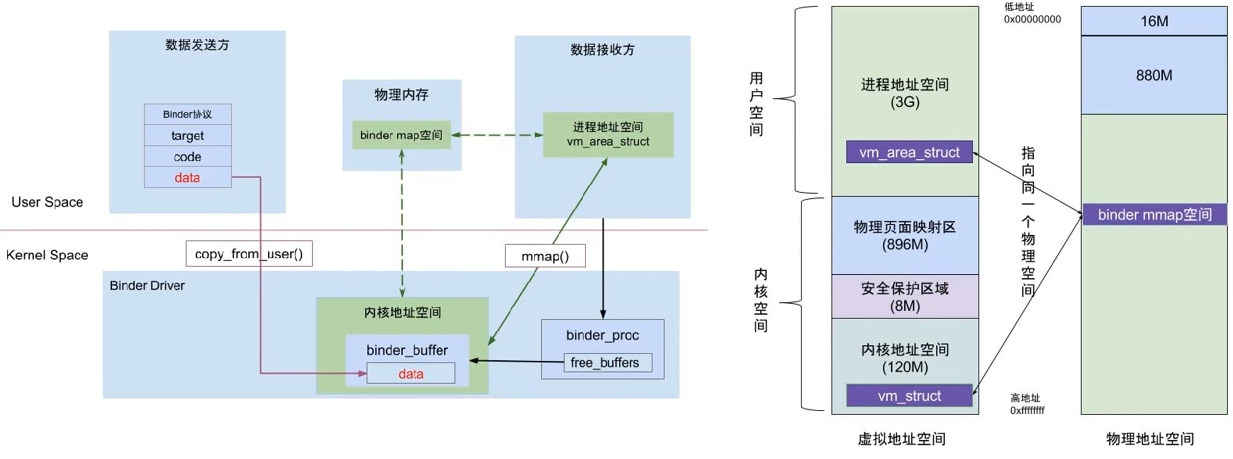 数据发送方
Binder协议
target
code
data
物理内存
binder map空间
数据接收方
进程地址空间
vm_area_struct
User Space
Kernel Space
copy_from_user()
mmap()
Binder Driver
内核地址空间
binder_buffer
data
binder_proc
free_buffers
用户空间
内核空间
进程地址空间
(3G)
vm_area_struct
物理页面映射区
(896M)
安全保护区域
(8M)
内核地址空间
(120M)
vm_struct
虚拟地址空间
低地址
0x00000000
指向同一个物理空间
高地址
0xffffffff
16M
880M
binder mmap空间
物理地址空间